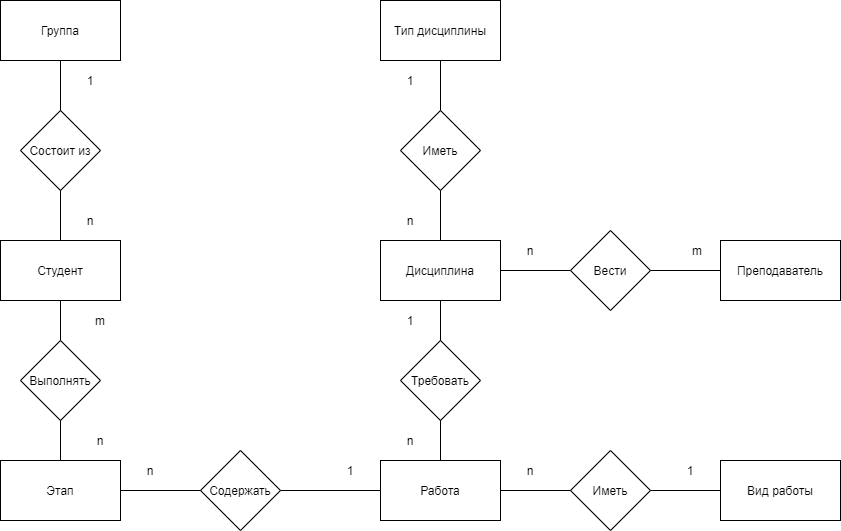 Группа
Тип дисциплины
1
1
Состоит из
Иметь
n
n
n
m
Студент
Дисциплина
Вести
Преподаватель
m
1
Выполнять
Требовать
n
n
n
1
n
1
Этап
Содержать
Работа
Иметь
Вид работы